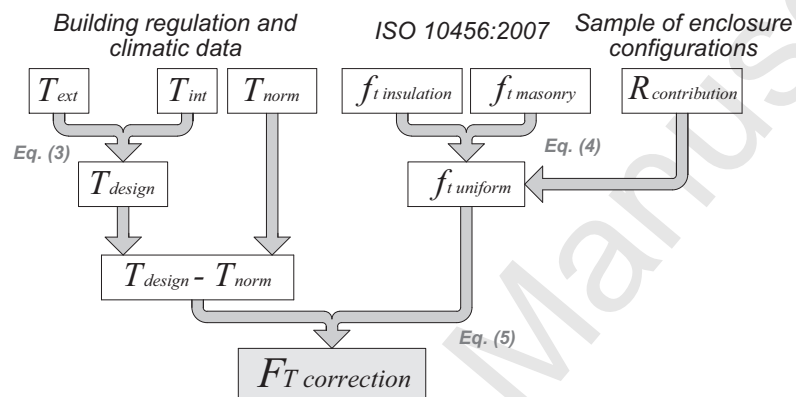 Building regulation and
climatic data
ISO 10456:2007
Sample of enclosure
configurations
T ext
T int
T norm
f t insulation
f t masonry
R contribution
Eq. (3)
Eq. (4)
T design
f t uniform
T design - T norm
Eq. (5)
F T correction
Manus